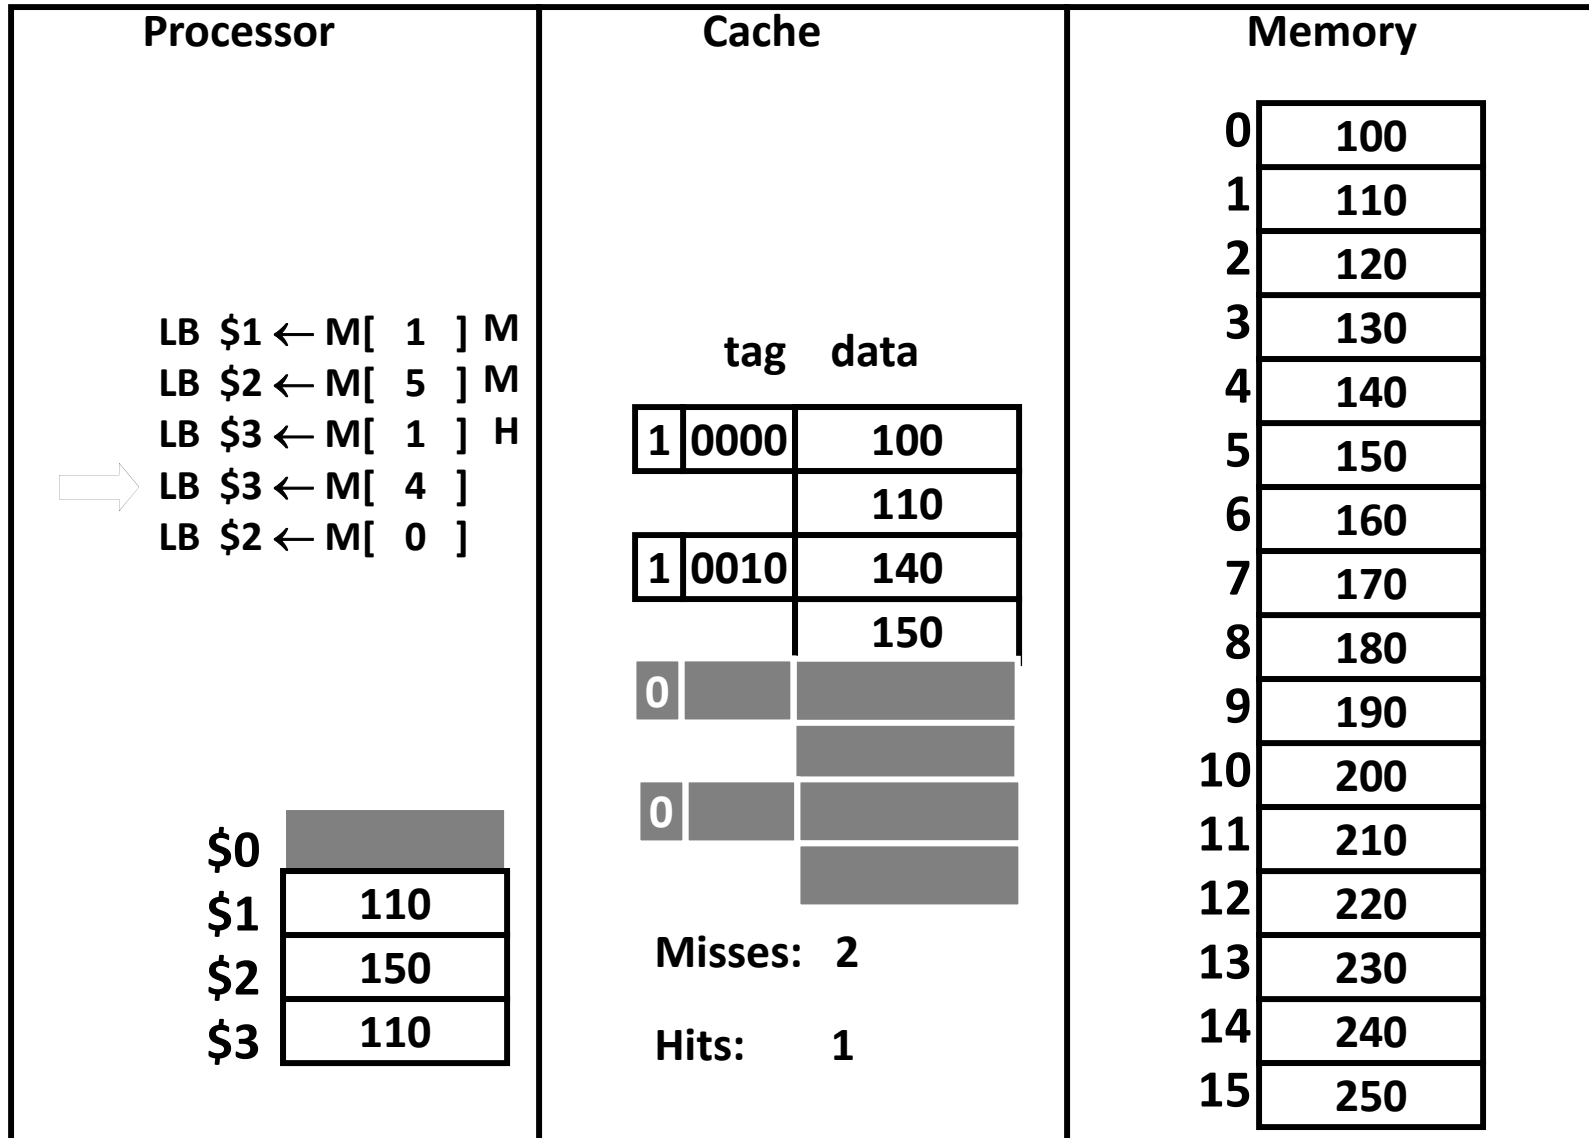 Processor
LB $1 ← M[ 1 ] M
LB $2 ← M[ 5 ] M
LB $3 ← M[ 1 ] H
LB $3 ← M[ 4 ]
LB $2 ← M[ 0 ]
$0
$1 110
$2 150
$3 110
Cache
tag data
1 0000 100
110
1 0010 140
150
0
0
Misses: 2
Hits: 1
Memory
0 100
1 110
2 120
3 130
4 140
5 150
6 160
7 170
8 180
9 190
10 200
11 210
12 220
13 230
14 240
15 250